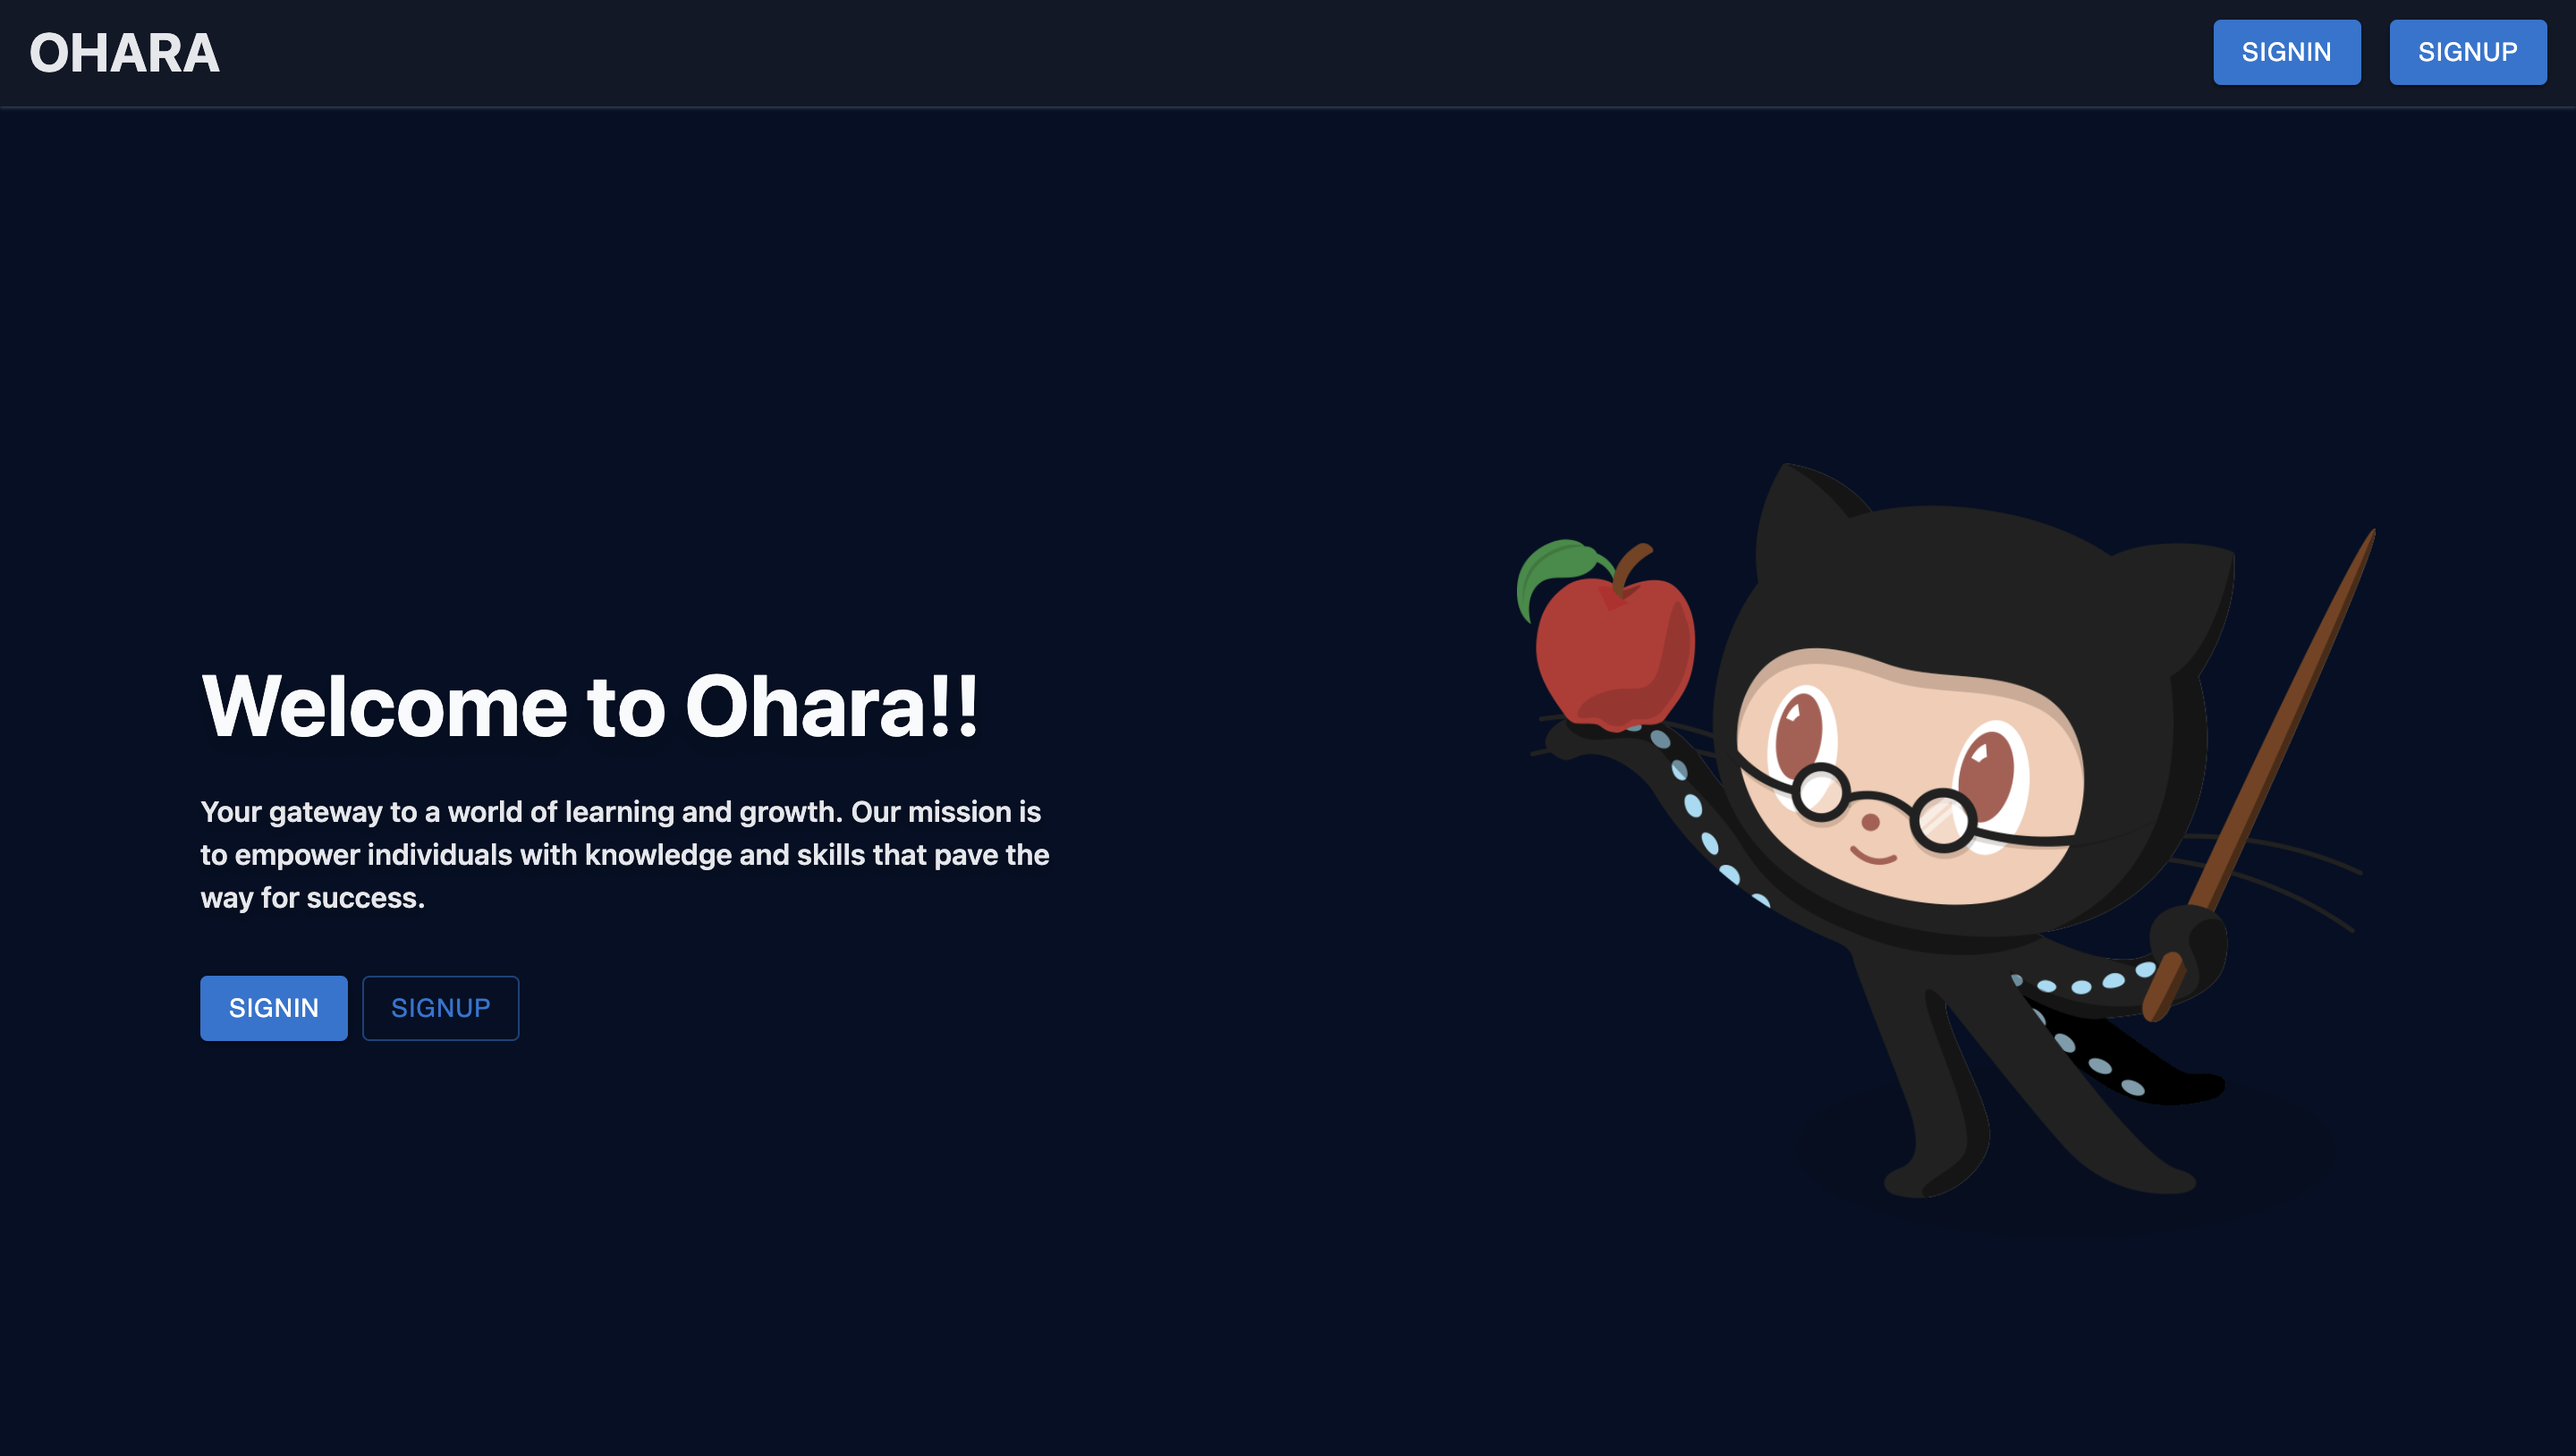 OHARA
SIGNIN
SIGNUP
Welcome to Ohara!!
Your gateway to a world of learning and growth. Our mission is
to empower individuals with knowledge and skills that pave the
way for success.
SIGNIN
SIGNUP